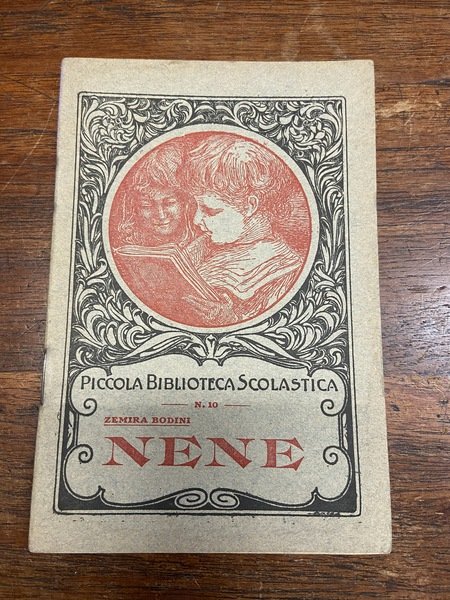 PICCOLA BIBLIOTECA SCOLASTICA
N. 10
ZEMIRA BODINI
NENE